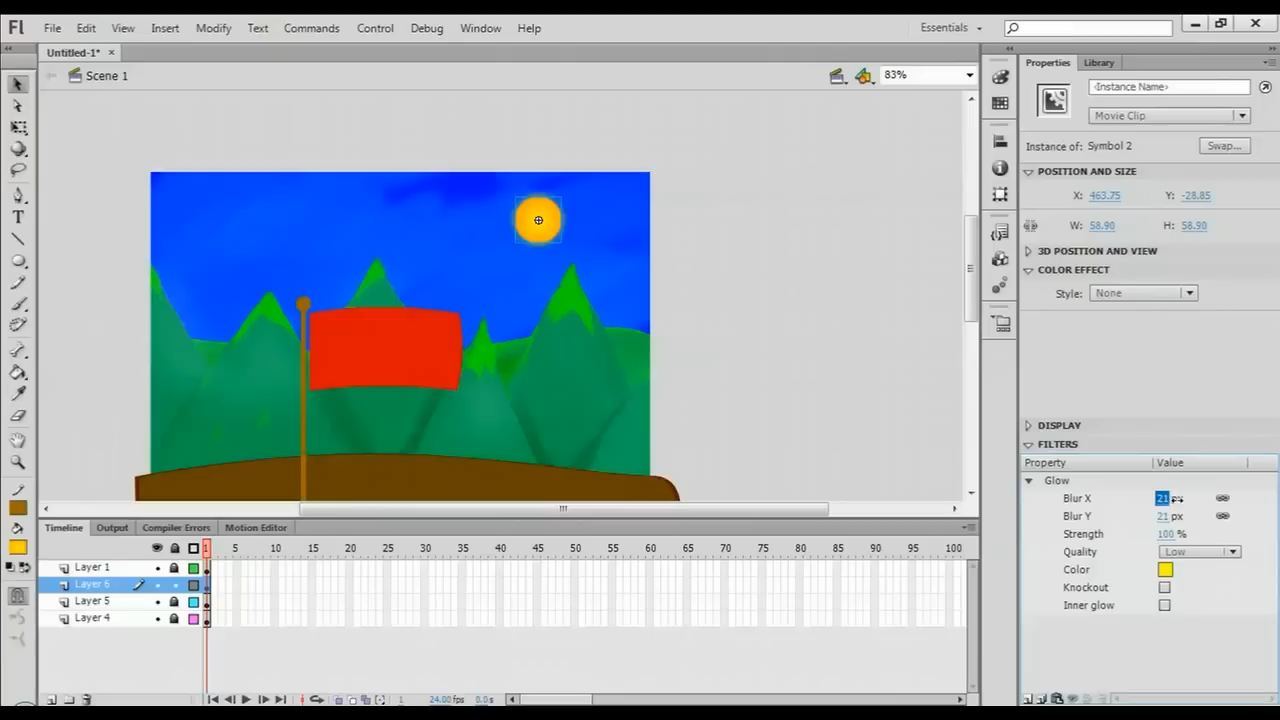 Fl File Edit View Insert Modify Text Commands Control Debug Window Help Essentials
Untitled-1* ×
Scene 1 83%
Properties Library
<Instance Name>
Movie Clip
Instance of: Symbol 2 Swap...
POSITION AND SIZE
X: 463.75 Y: -28.85
W: 58.90 H: 58.90
3D POSITION AND VIEW
COLOR EFFECT
Style: None
DISPLAY
FILTERS
Property Value
Glow
Blur X 21 px
Blur Y 21 px
Strength 100 %
Quality Low
Color
Knockout
Inner glow
Timeline Output Compiler Errors Motion Editor
1 5 10 15 20 25 30 35 40 45 50 55 60 65 70 75 80 85 90 95 100
Layer 1
Layer 6
Layer 5
Layer 4
1 24.00 fps 0.0 s